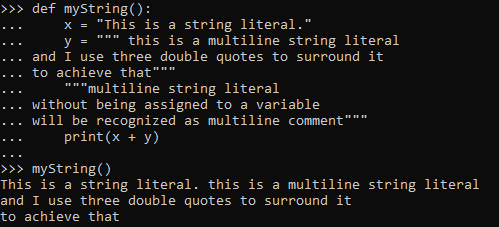 >>> def myString():
...     x = "This is a string literal."
...     y = """ this is a multiline string literal
... and I use three double quotes to surround it
... to achieve that"""
...     """multiline string literal
... without being assigned to a variable
... will be recognized as multiline comment"""
...     print(x + y)
...
>>> myString()
This is a string literal. this is a multiline string literal
and I use three double quotes to surround it
to achieve that